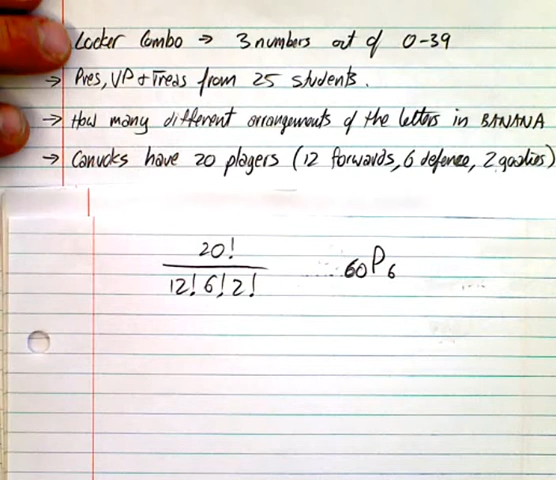 Locker Combo → 3 numbers out of 0-39
→ Pres, VP & Treas from 25 students.
→ How many different arrangements of the letters in BANANA
→ Canucks have 20 players (12 forwards, 6 defence, 2 goalies)
20!
12! 6! 2!
60P6